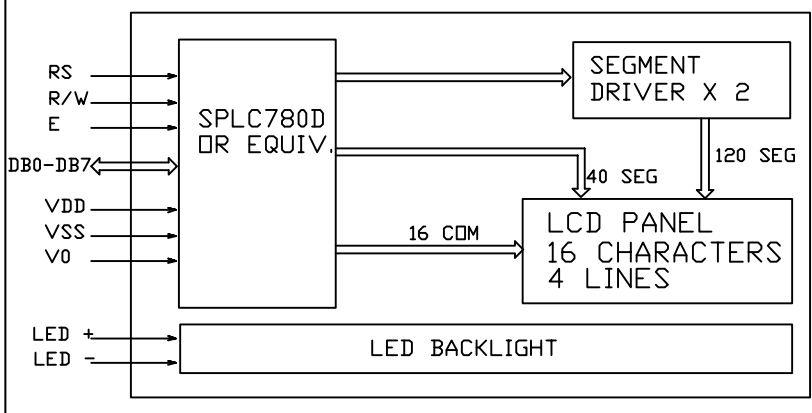 RS
R/W
E
DB0-DB7
VDD
VSS
V0
LED +
LED -
SPLC780D
OR EQUIV.
SEGMENT
DRIVER X 2
40 SEG
120 SEG
16 COM
LCD PANEL
16 CHARACTERS
4 LINES
LED BACKLIGHT